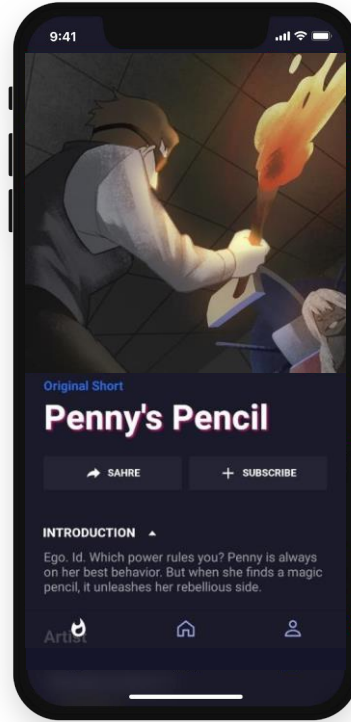 9:41
Original Short
Penny's Pencil
SAHRE
SUBSCRIBE
INTRODUCTION
Ego. Id. Which power rules you? Penny is always
on her best behavior. But when she finds a magic
pencil, it unleashes her rebellious side.
Artist